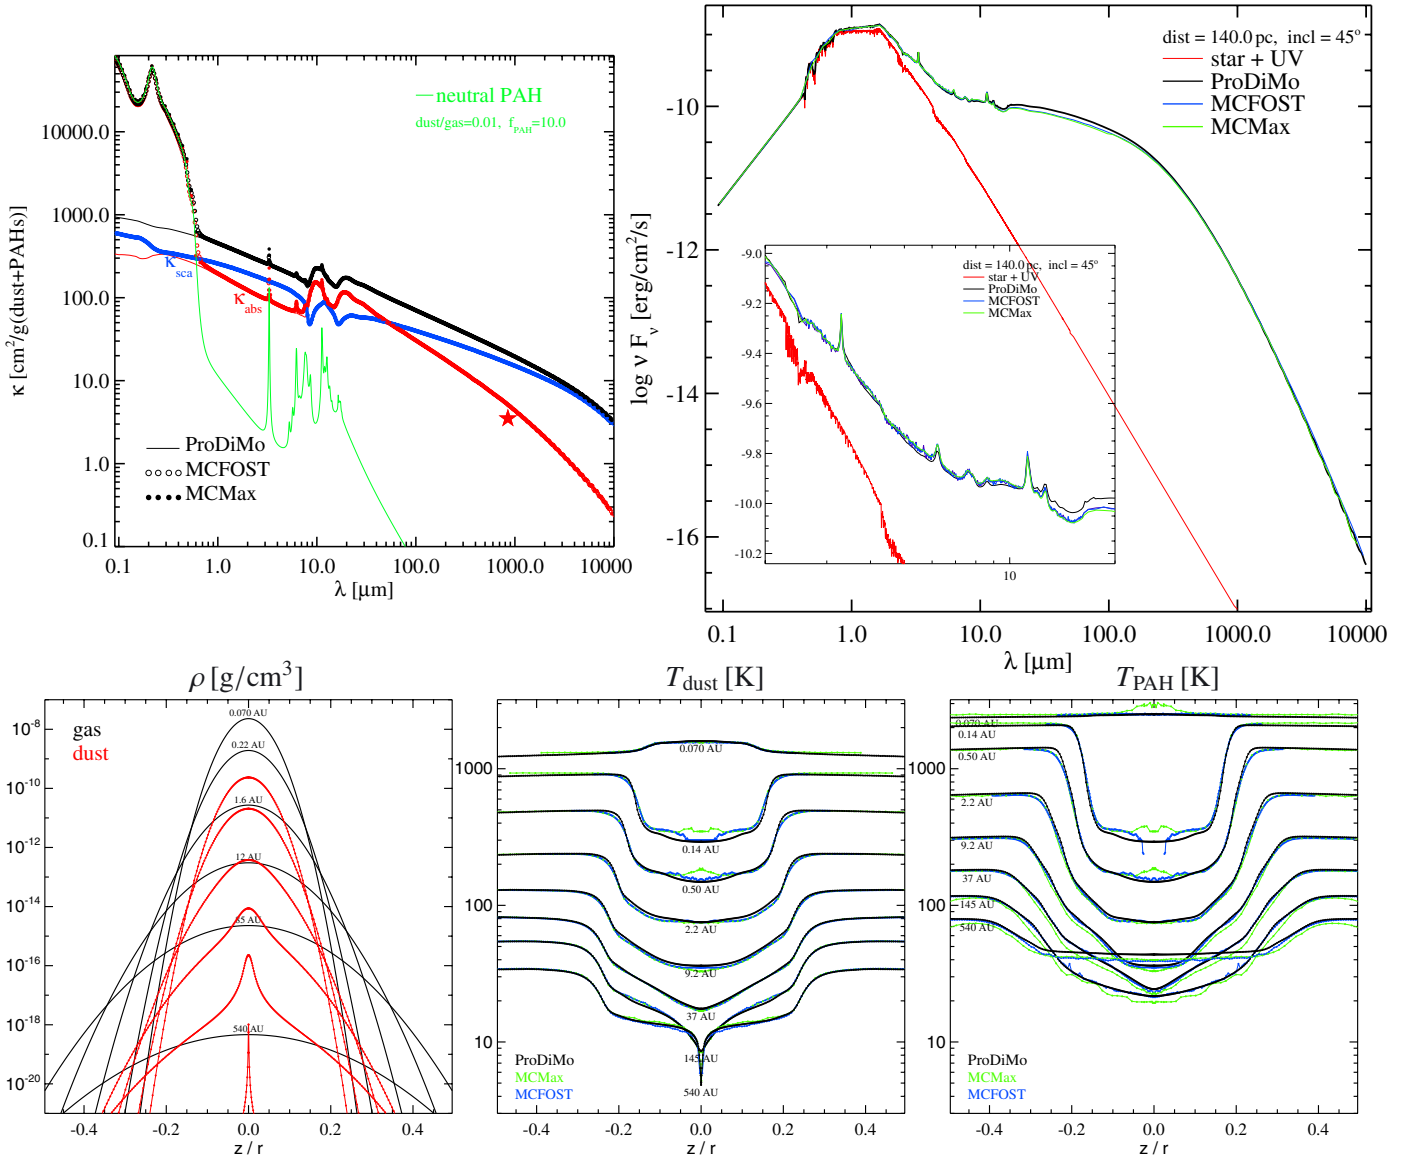 neutral PAH
dust/gas=0.01, f_PAH=10.0
10000.0
1000.0
100.0
10.0
1.0
0.1
κ [cm²/g(dust+PAHs)]
κ_sca
κ_abs
ProDiMo
MCFOST
MCMax
0.1
1.0
10.0
100.0
1000.0
10000
λ [μm]
dist = 140.0 pc, incl = 45°
star + UV
ProDiMo
MCFOST
MCMax
-10
-12
-14
-16
log ν F_ν [erg/cm²/s]
dist = 140.0 pc, incl = 45°
star + UV
ProDiMo
MCFOST
MCMax
-9.0
-9.2
-9.4
-9.6
-9.8
-10.0
-10.2
10
0.1
1.0
10.0
100.0
1000.0
10000
λ [μm]
ρ [g/cm³]
gas
dust
10⁻⁸
10⁻¹⁰
10⁻¹²
10⁻¹⁴
10⁻¹⁶
10⁻¹⁸
10⁻²⁰
0.070 AU
0.22 AU
1.6 AU
12 AU
85 AU
540 AU
-0.4
-0.2
0.0
0.2
0.4
z / r
T_dust [K]
1000
100
10
0.070 AU
0.14 AU
0.50 AU
2.2 AU
9.2 AU
37 AU
145 AU
540 AU
ProDiMo
MCMax
MCFOST
-0.4
-0.2
0.0
0.2
0.4
z / r
T_PAH [K]
1000
100
10
0.070 AU
0.14 AU
0.50 AU
2.2 AU
9.2 AU
37 AU
145 AU
540 AU
ProDiMo
MCMax
MCFOST
-0.4
-0.2
0.0
0.2
0.4
z / r